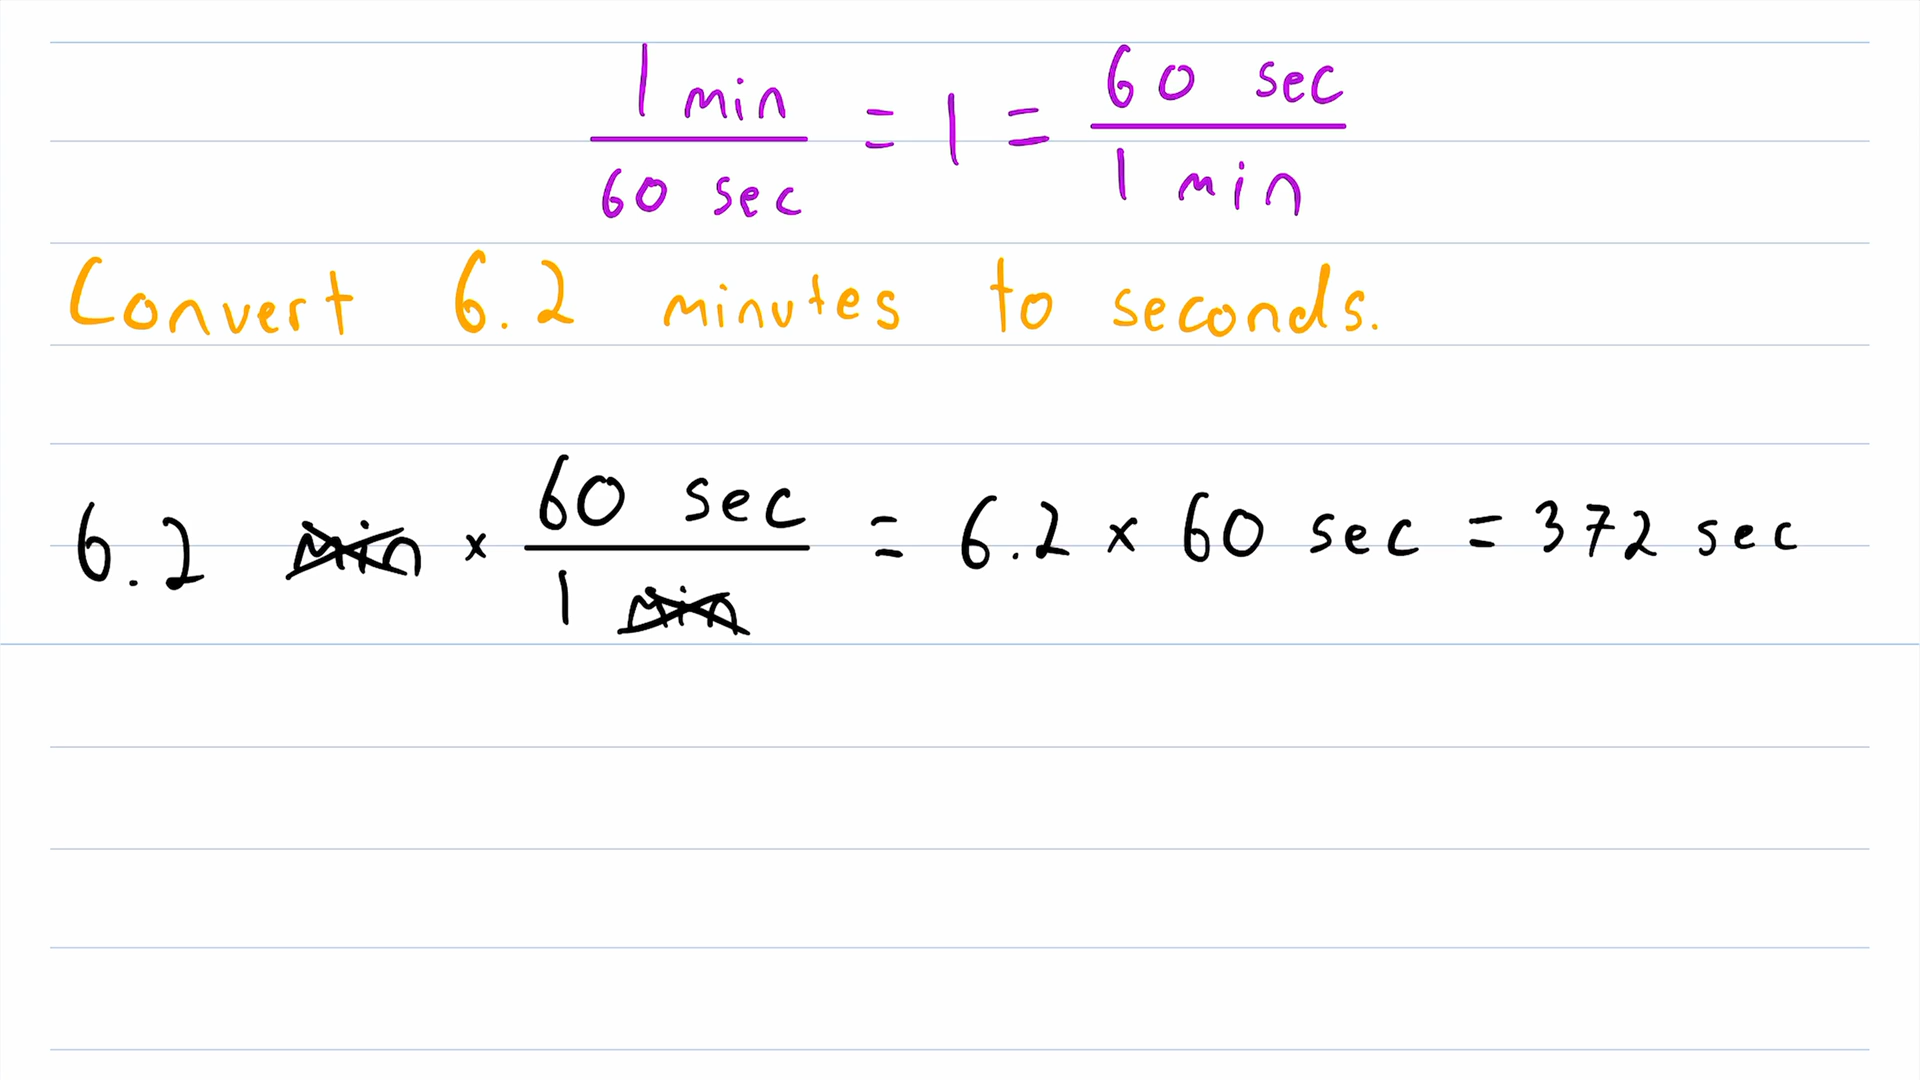 1 min / 60 sec = 1 = 60 sec / 1 min
Convert 6.2 minutes to seconds.
6.2 min × 60 sec / 1 min = 6.2 × 60 sec = 372 sec